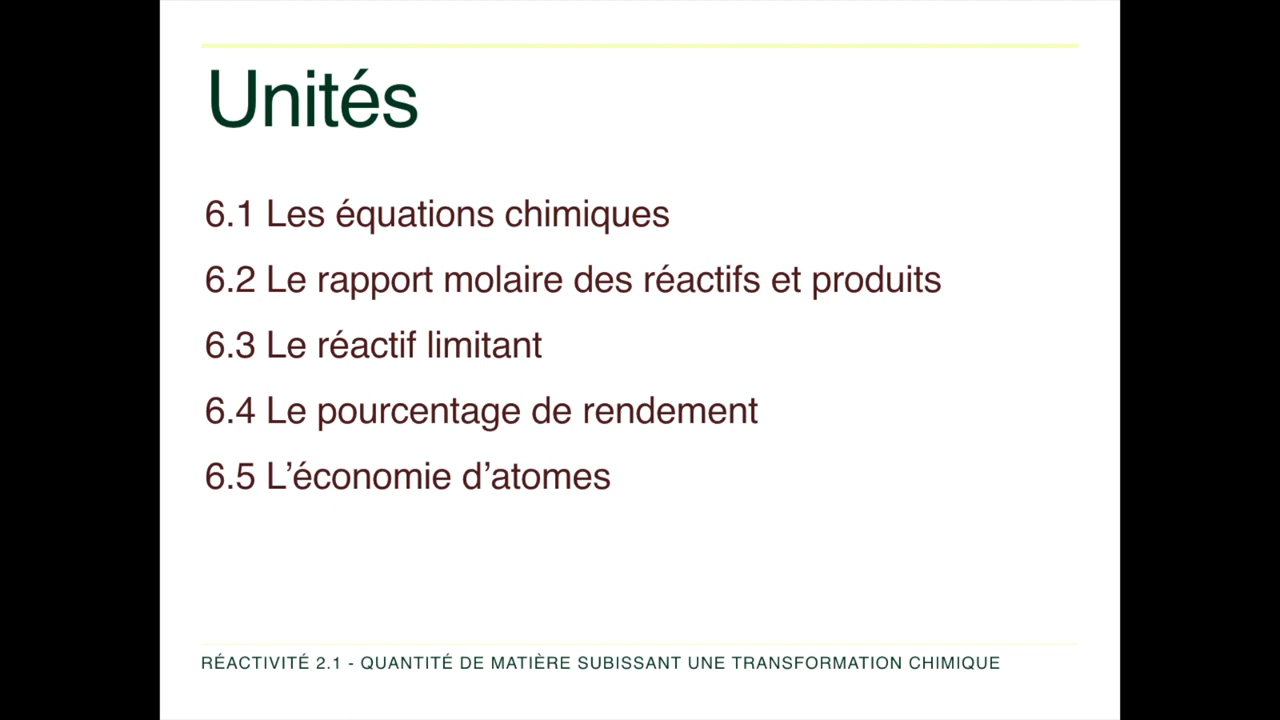 Unités
6.1 Les équations chimiques
6.2 Le rapport molaire des réactifs et produits
6.3 Le réactif limitant
6.4 Le pourcentage de rendement
6.5 L’économie d’atomes
RÉACTIVITÉ 2.1 - QUANTITÉ DE MATIÈRE SUBISSANT UNE TRANSFORMATION CHIMIQUE